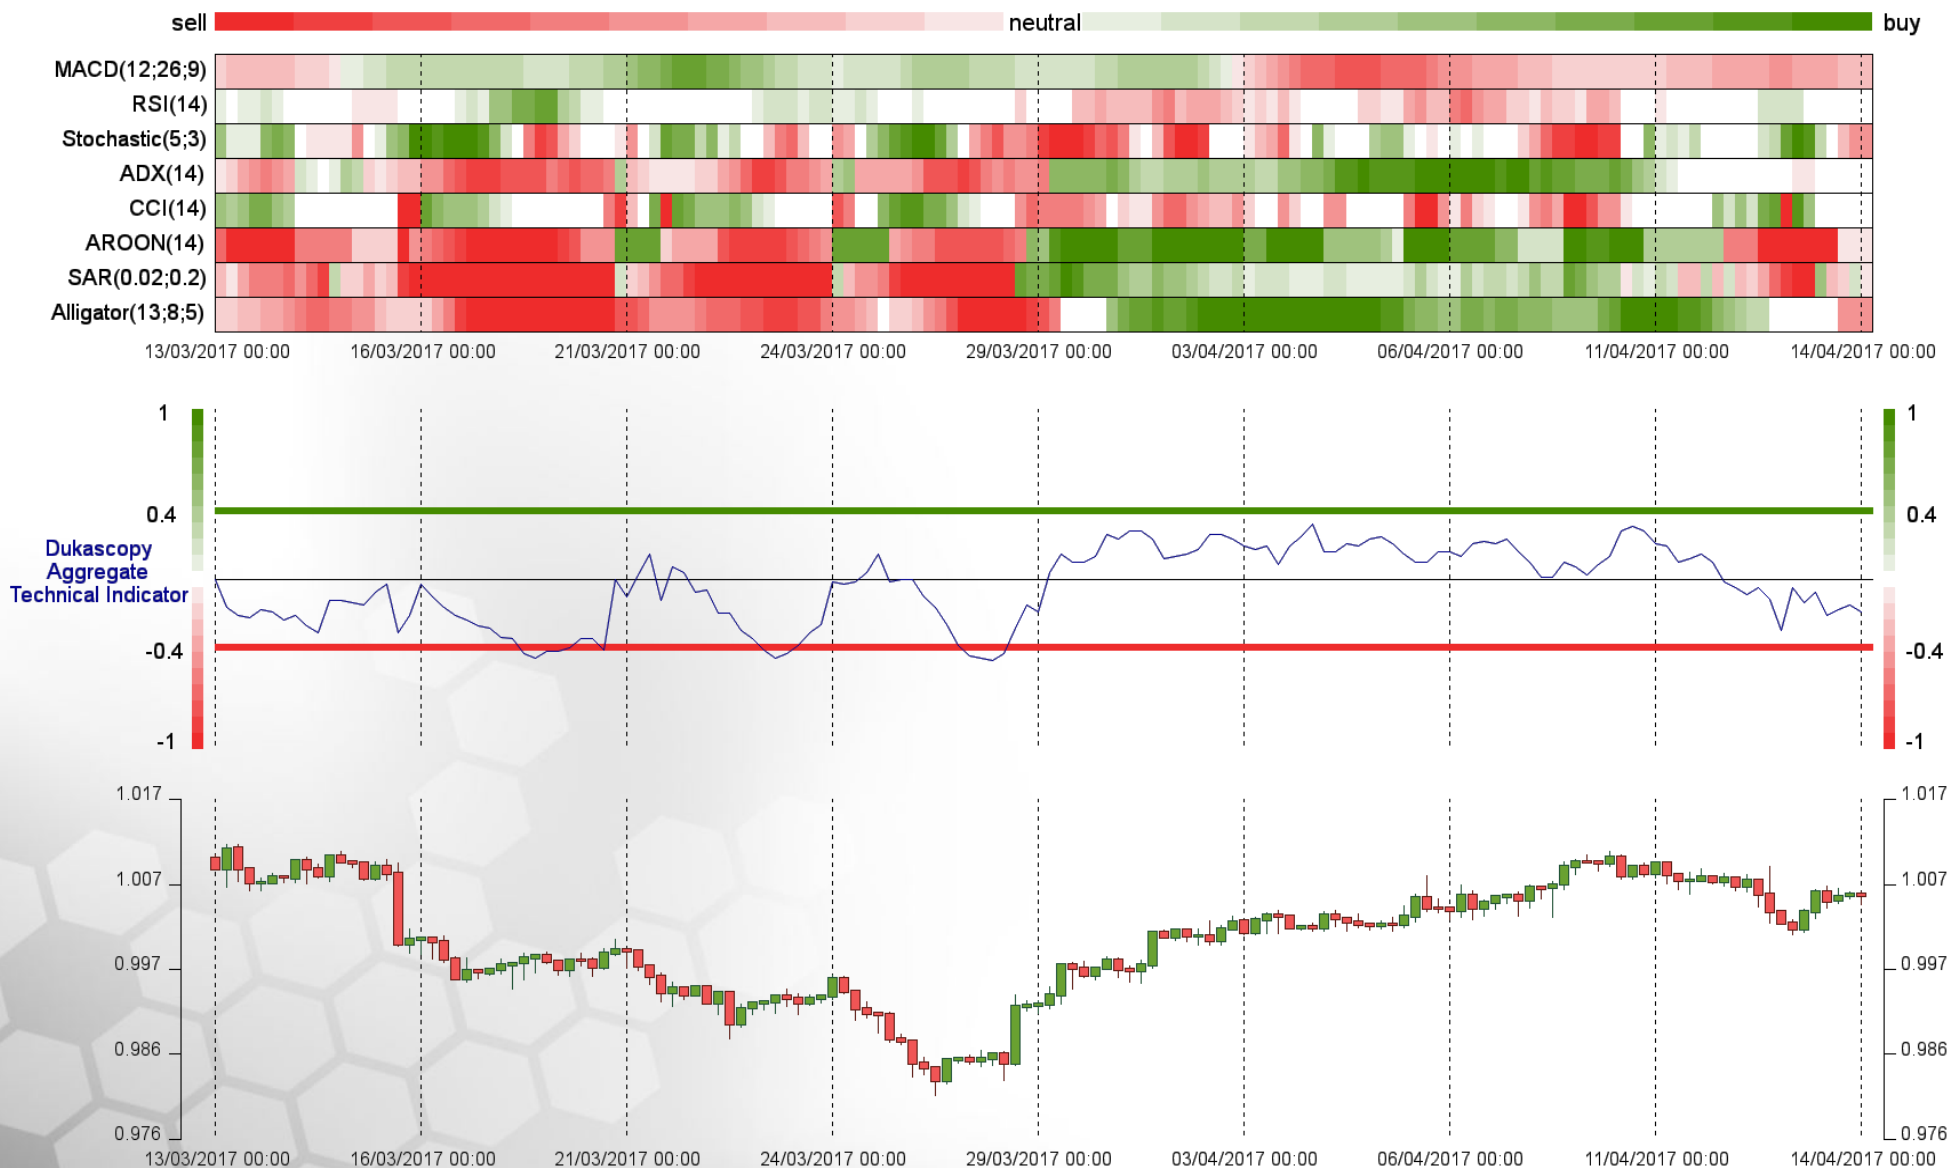 sell neutral buy
MACD(12;26;9)
RSI(14)
Stochastic(5;3)
ADX(14)
CCI(14)
AROON(14)
SAR(0.02;0.2)
Alligator(13;8;5)
13/03/2017 00:00 16/03/2017 00:00 21/03/2017 00:00 24/03/2017 00:00 29/03/2017 00:00 03/04/2017 00:00 06/04/2017 00:00 11/04/2017 00:00 14/04/2017 00:00
1 1
0.4 0.4
Dukascopy
Aggregate
Technical Indicator
-0.4 -0.4
-1 -1
1.017 1.017
1.007 1.007
0.997 0.997
0.986 0.986
0.976 0.976
13/03/2017 00:00 16/03/2017 00:00 21/03/2017 00:00 24/03/2017 00:00 29/03/2017 00:00 03/04/2017 00:00 06/04/2017 00:00 11/04/2017 00:00 14/04/2017 00:00